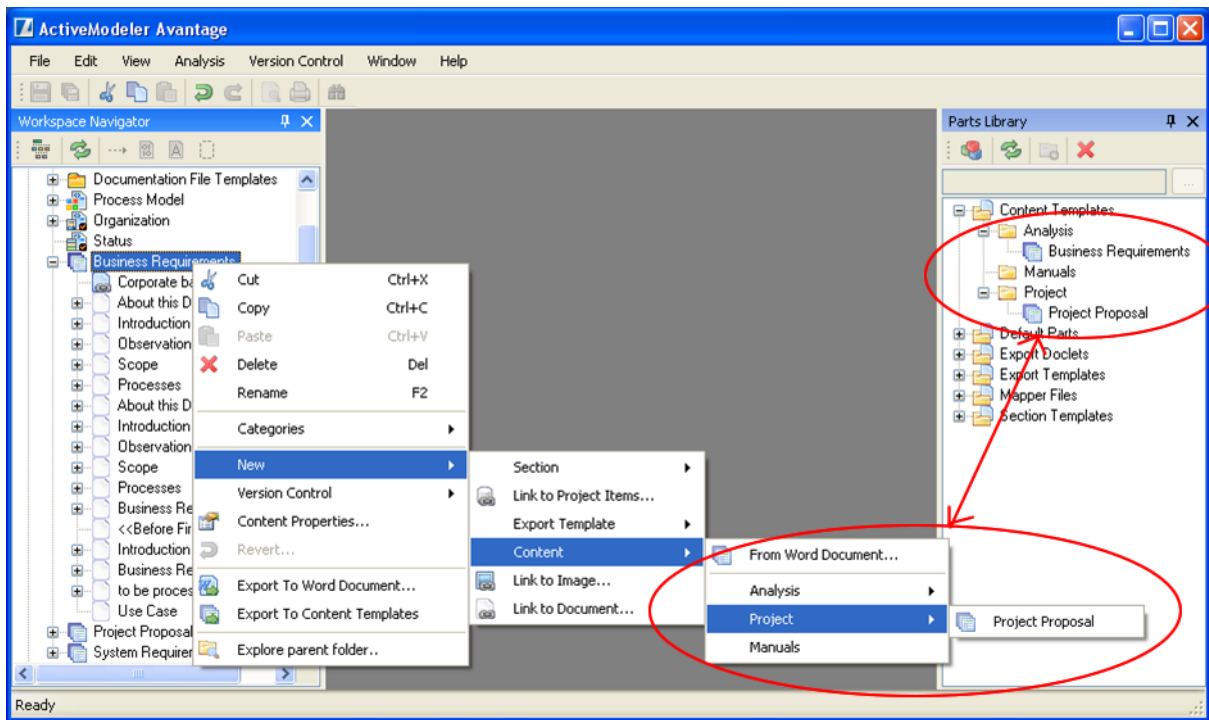 ActiveModeler Avantage
File Edit View Analysis Version Control Window Help
Workspace Navigator
Documentation File Templates
Process Model
Organization
Status
Business Requirements
Corporate ba
About this D
Introduction
Observation
Scope
Processes
About this D
Introduction
Observation
Scope
Processes
Business Re
<<Before Fir
Introduction
Business Re
to be proces
Use Case
Project Proposal
System Requirer
Cut Ctrl+X
Copy Ctrl+C
Paste Ctrl+V
Delete Del
Rename F2
Categories
New
Version Control
Content Properties...
Revert...
Export To Word Document...
Export To Content Templates
Explore parent folder..
Section
Link to Project Items...
Export Template
Content
Link to Image...
Link to Document...
From Word Document...
Analysis
Project
Manuals
Project Proposal
Parts Library
...
Content Templates
Analysis
Business Requirements
Manuals
Project
Project Proposal
Default Parts
Export Doclets
Export Templates
Mapper Files
Section Templates
Ready